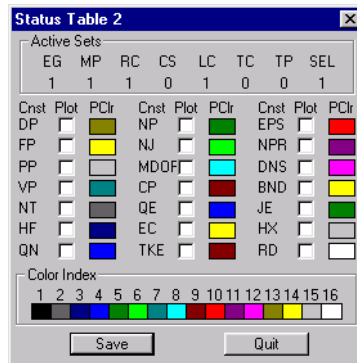 Status Table 2
Active Sets
EG MP RC CS LC TC TP SEL
1 1 1 0 1 0 0 1
Cnst Plot PClr Cnst Plot PClr Cnst Plot PClr
DP NP EPS
FP NJ NPR
PP MDOF DNS
VP CP BND
NT QE JE
HF EC HX
QN TKE RD
Color Index
1 2 3 4 5 6 7 8 9 10 11 12 13 14 15 16
Save Quit